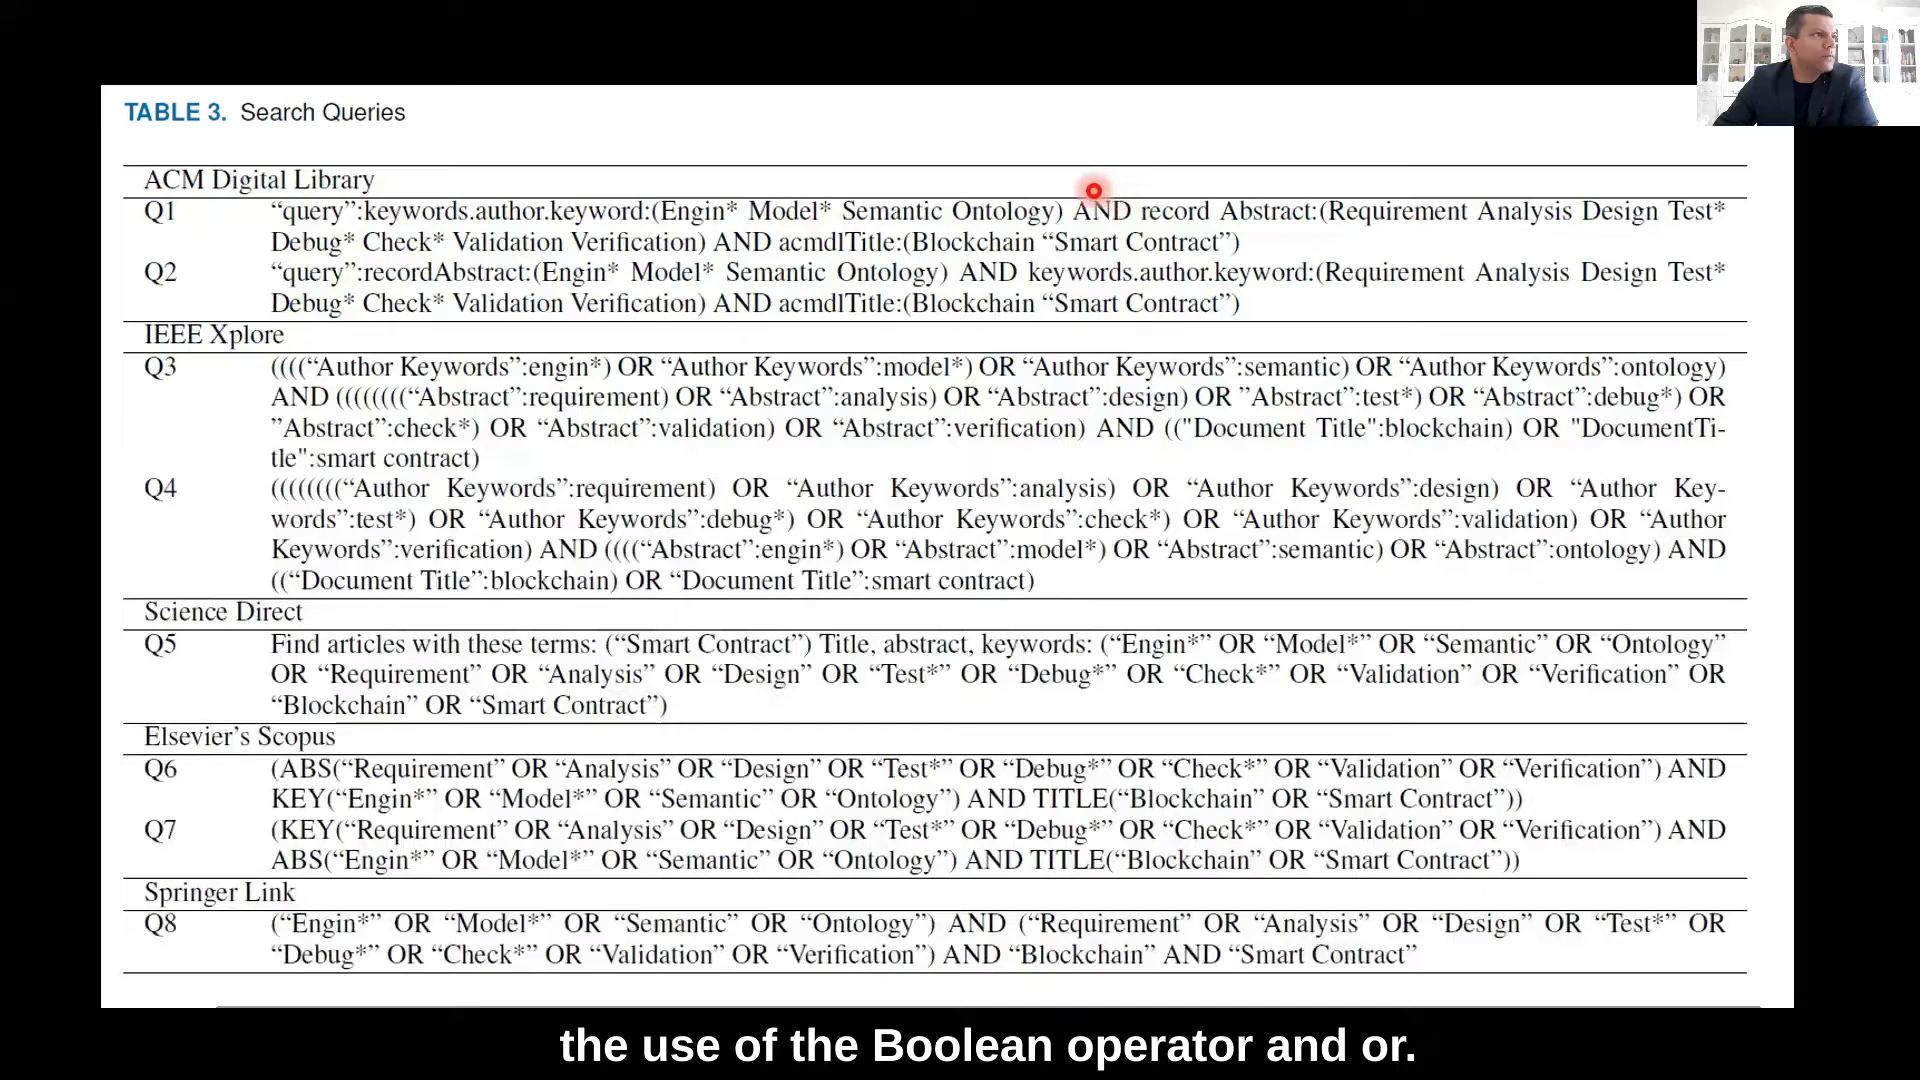 TABLE 3. Search Queries
ACM Digital Library
Q1 “query”:keywords.author.keyword:(Engin* Model* Semantic Ontology) AND record Abstract:(Requirement Analysis Design Test*
Debug* Check* Validation Verification) AND acmdlTitle:(Blockchain “Smart Contract”)
Q2 “query”:recordAbstract:(Engin* Model* Semantic Ontology) AND keywords.author.keyword:(Requirement Analysis Design Test*
Debug* Check* Validation Verification) AND acmdlTitle:(Blockchain “Smart Contract”)
IEEE Xplore
Q3 ((((“Author Keywords”:engin*) OR “Author Keywords”:model*) OR “Author Keywords”:semantic) OR “Author Keywords”:ontology)
AND ((((((((“Abstract”:requirement) OR “Abstract”:analysis) OR “Abstract”:design) OR ”Abstract”:test*) OR “Abstract”:debug*) OR
”Abstract”:check*) OR “Abstract”:validation) OR “Abstract”:verification) AND (("Document Title":blockchain) OR "DocumentTi-
tle":smart contract)
Q4 ((((((((“Author Keywords”:requirement) OR “Author Keywords”:analysis) OR “Author Keywords”:design) OR “Author Key-
words”:test*) OR “Author Keywords”:debug*) OR “Author Keywords”:check*) OR “Author Keywords”:validation) OR “Author
Keywords”:verification) AND ((((“Abstract”:engin*) OR “Abstract”:model*) OR “Abstract”:semantic) OR “Abstract”:ontology) AND
((“Document Title”:blockchain) OR “Document Title”:smart contract)
Science Direct
Q5 Find articles with these terms: (“Smart Contract”) Title, abstract, keywords: (“Engin*” OR “Model*” OR “Semantic” OR “Ontology”
OR “Requirement” OR “Analysis” OR “Design” OR “Test*” OR “Debug*” OR “Check*” OR “Validation” OR “Verification” OR
“Blockchain” OR “Smart Contract”)
Elsevier’s Scopus
Q6 (ABS(“Requirement” OR “Analysis” OR “Design” OR “Test*” OR “Debug*” OR “Check*” OR “Validation” OR “Verification”) AND
KEY(“Engin*” OR “Model*” OR “Semantic” OR “Ontology”) AND TITLE(“Blockchain” OR “Smart Contract”))
Q7 (KEY(“Requirement” OR “Analysis” OR “Design” OR “Test*” OR “Debug*” OR “Check*” OR “Validation” OR “Verification”) AND
ABS(“Engin*” OR “Model*” OR “Semantic” OR “Ontology”) AND TITLE(“Blockchain” OR “Smart Contract”))
Springer Link
Q8 (“Engin*” OR “Model*” OR “Semantic” OR “Ontology”) AND (“Requirement” OR “Analysis” OR “Design” OR “Test*” OR
“Debug*” OR “Check*” OR “Validation” OR “Verification”) AND “Blockchain” AND “Smart Contract”
the use of the Boolean operator and or.